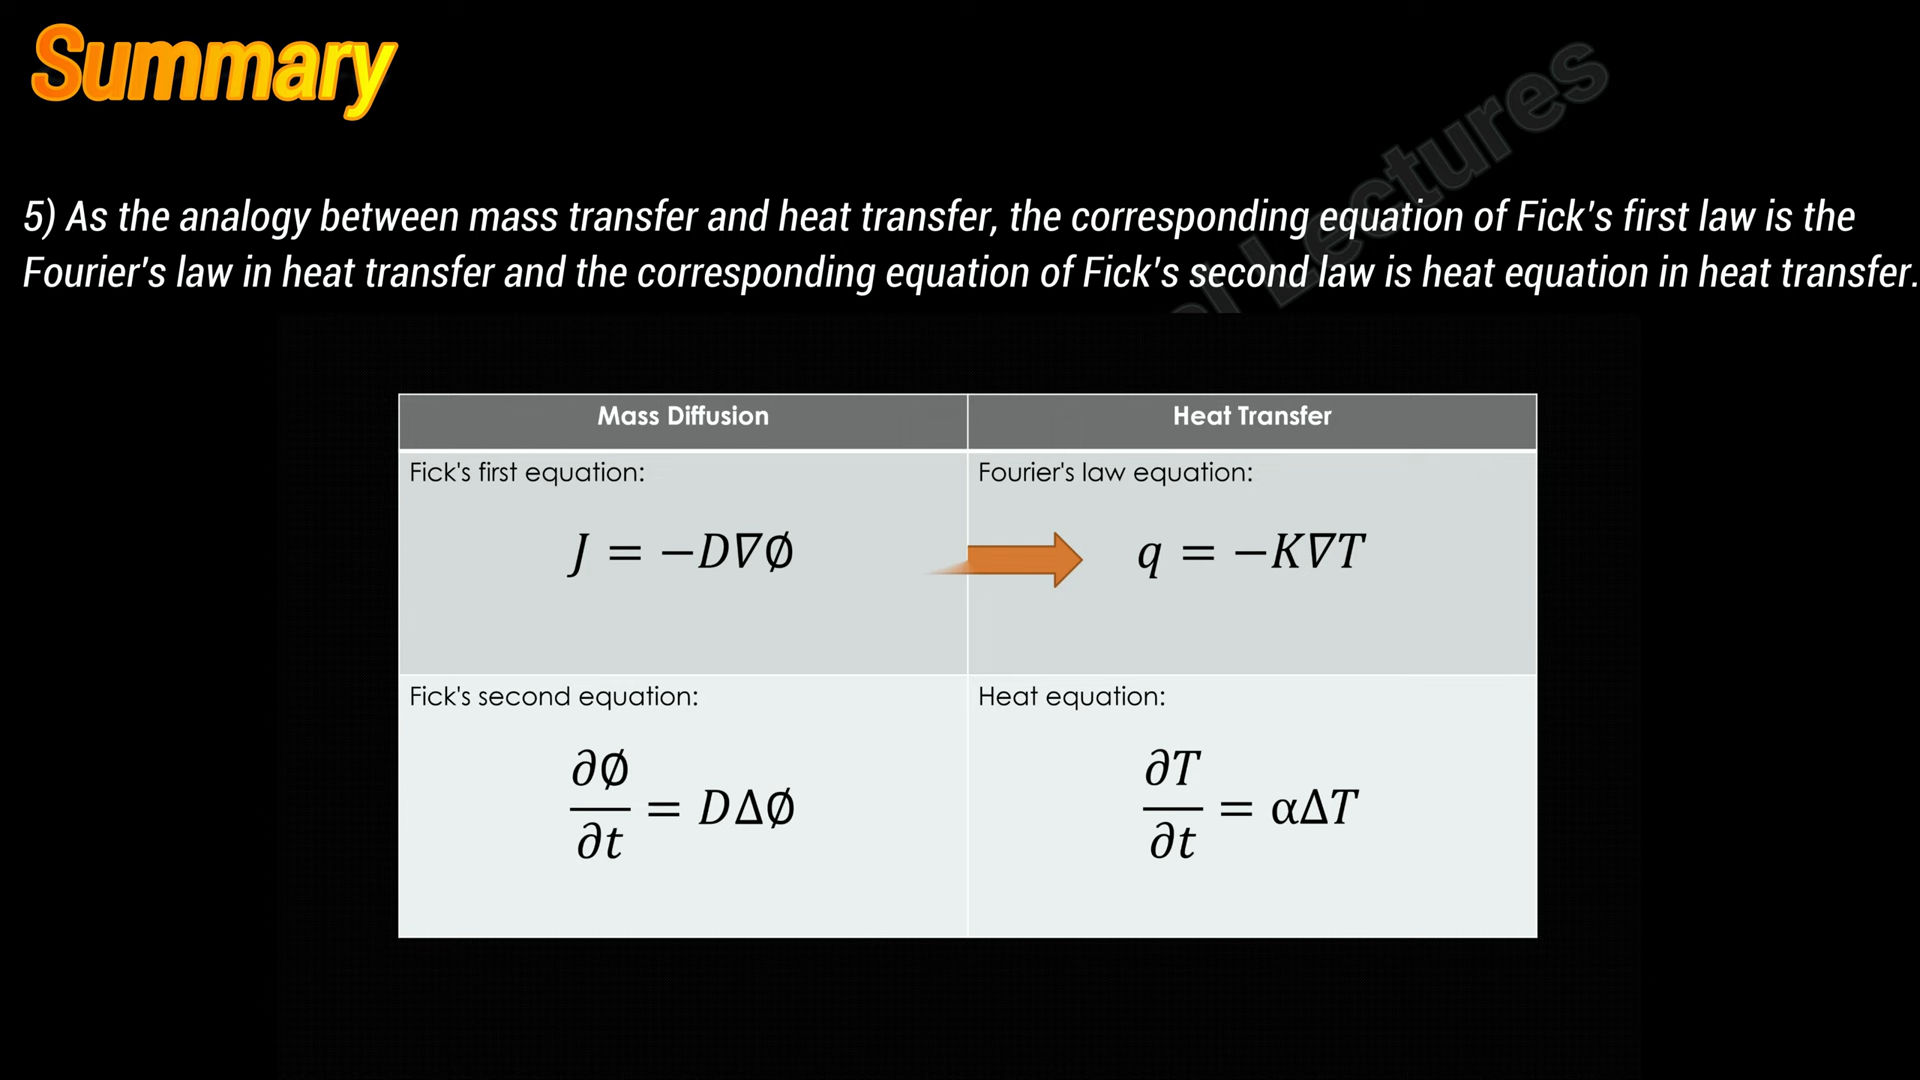 Summary
al Lectures
5) As the analogy between mass transfer and heat transfer, the corresponding equation of Fick's first law is the
Fourier's law in heat transfer and the corresponding equation of Fick's second law is heat equation in heat transfer.
Mass Diffusion
Heat Transfer
Fick's first equation:
J = −D∇∅
Fourier's law equation:
q = −K∇T
Fick's second equation:
∂∅/∂t = DΔ∅
Heat equation:
∂T/∂t = αΔT